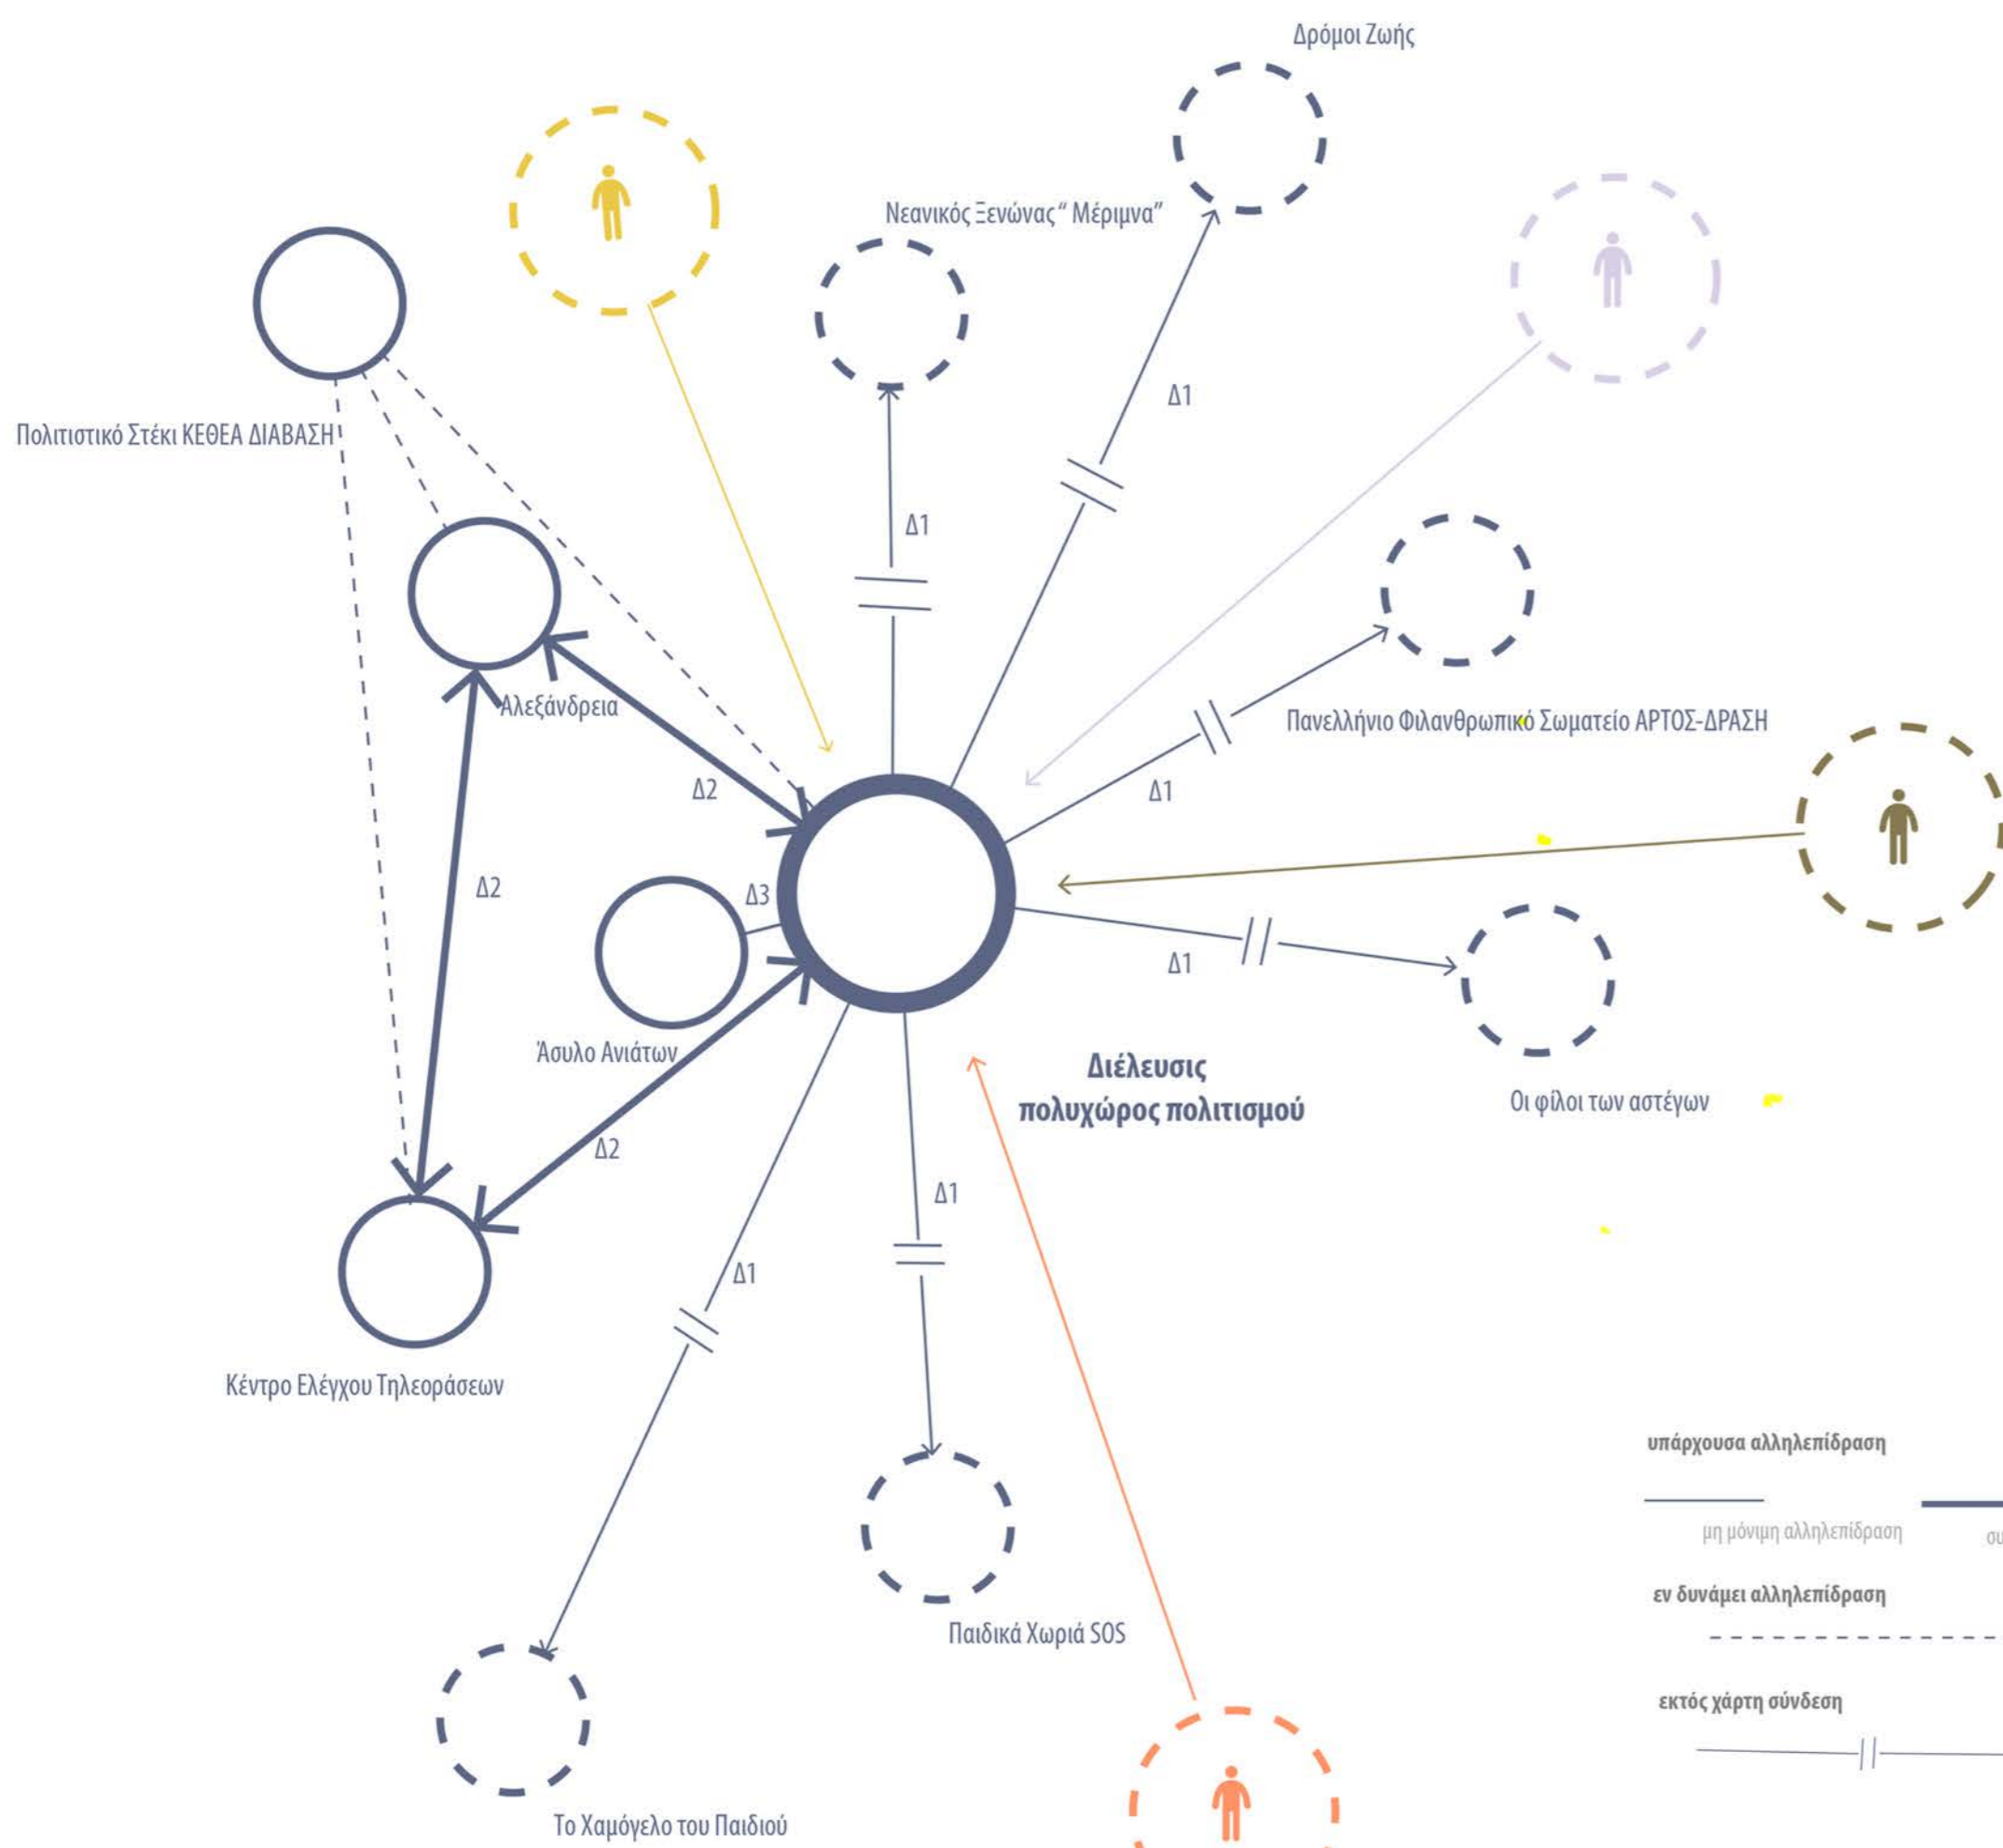 Δρόμοι Ζωής
Νεανικός Ξενώνας “ Μέριμνα”
Δ1
Πολιτιστικό Στέκι ΚΕΘΕΑ ΔΙΑΒΑΣΗ
Δ1
Αλεξάνδρεια
Πανελλήνιο Φιλανθρωπικό Σωματείο ΑΡΤΟΣ-ΔΡΑΣΗ
Δ2
Δ1
Δ2
Δ3
Δ1
Άσυλο Ανιάτων
Διέλευσις
πολυχώρος πολιτισμού
Οι φίλοι των αστέγων
Δ2
Δ1
Δ1
Κέντρο Ελέγχου Τηλεοράσεων
υπάρχουσα αλληλεπίδραση
μη μόνιμη αλληλεπίδραση
εν δυνάμει αλληλεπίδραση
Παιδικά Χωριά SOS
εκτός χάρτη σύνδεση
Το Χαμόγελο του Παιδιού